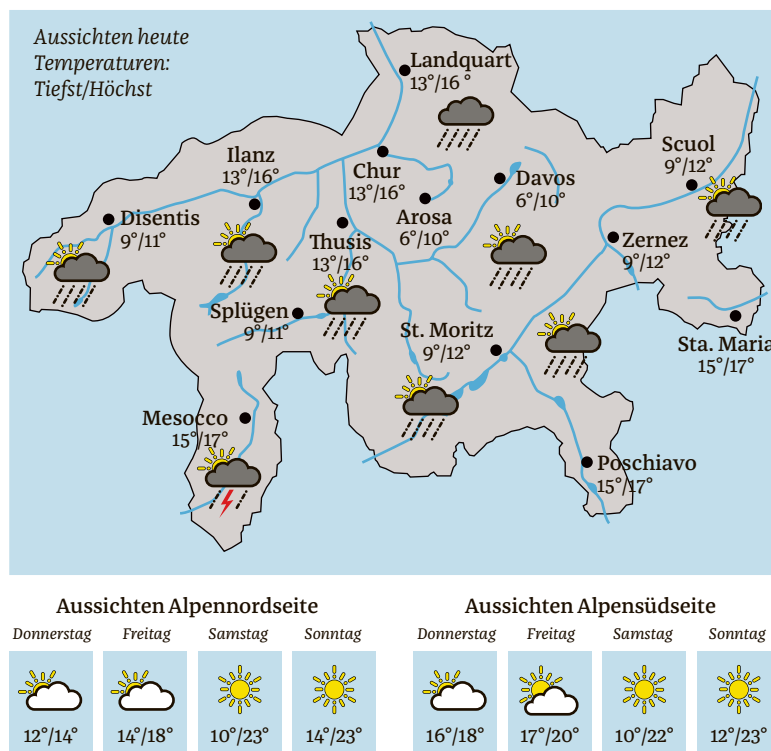 Aussichten heute
Temperaturen:
Tiefst/Höchst
Landquart
13°/16 °
Ilanz
13°/16°
Chur
13°/16°
Scuol
9°/12°
Davos
6°/10°
Arosa
6°/10°
Disentis
9°/11°
Thusis
13°/16°
Zernez
9°/12°
Splügen
9°/11°
St. Moritz
9°/12°
Sta. Maria
15°/17°
Mesocco
15°/17°
Poschiavo
15°/17°
Aussichten Alpennordseite
Donnerstag Freitag Samstag Sonntag
12°/14° 14°/18° 10°/23° 14°/23°
Aussichten Alpensüdseite
Donnerstag Freitag Samstag Sonntag
16°/18° 17°/20° 10°/22° 12°/23°